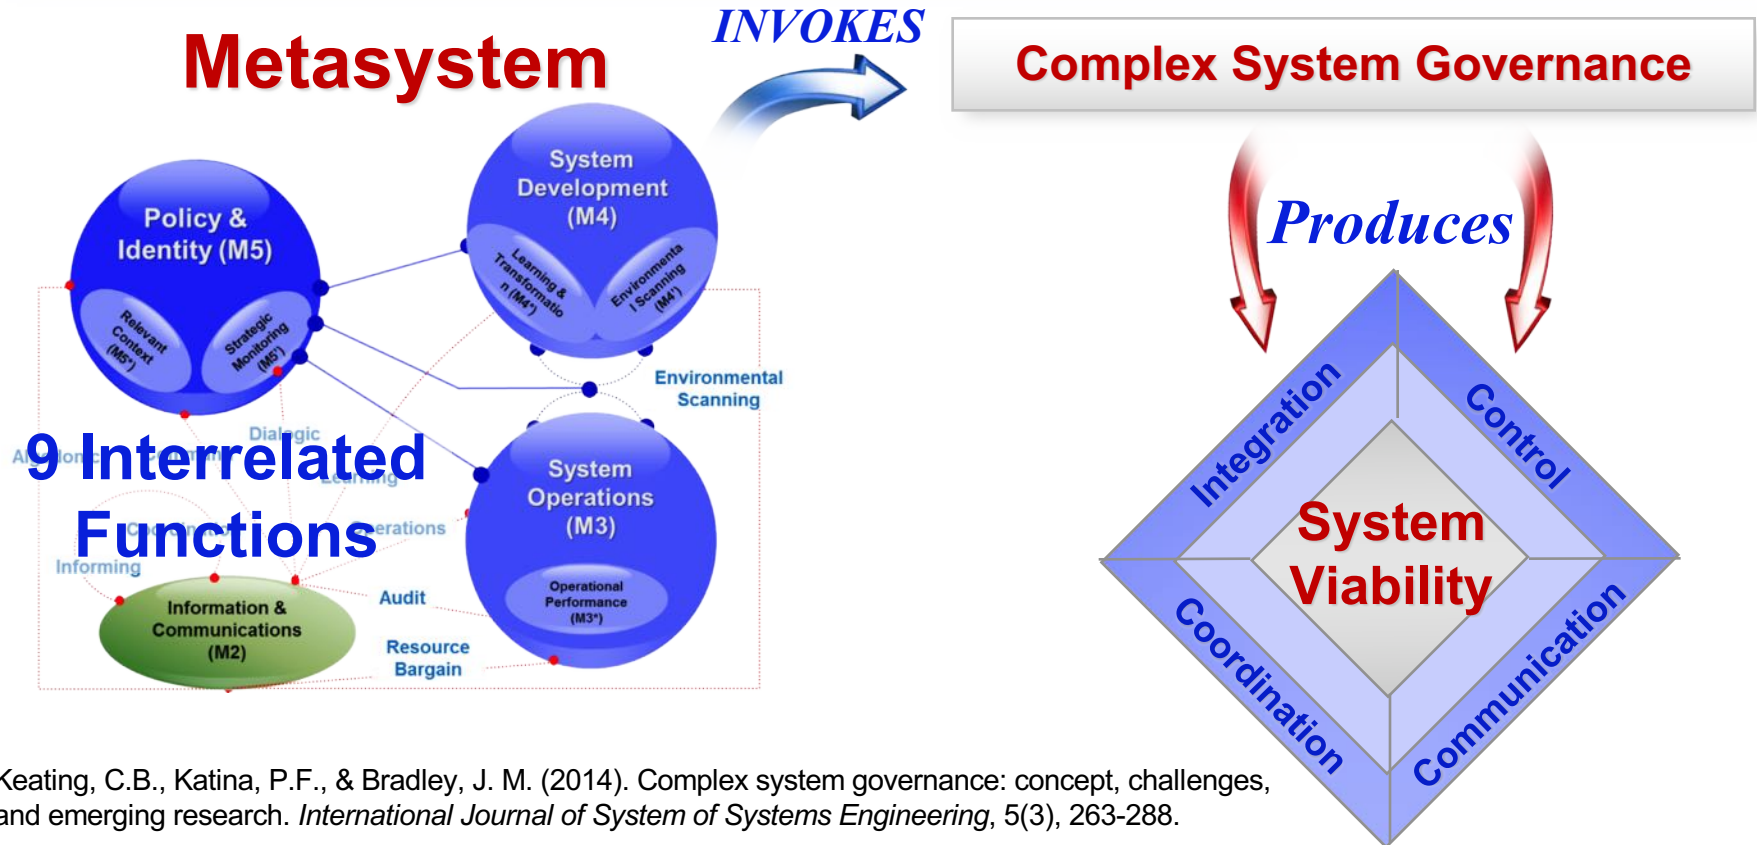 Metasystem
INVOKES
Complex System Governance
System
Development
(M4)
Learning &
Transformatio
n (M4*)
Environmenta
l Scanning
(M4')
Policy &
Identity (M5)
Relevant
Context
(M5*)
Strategic
Monitoring
(M5')
Environmental
Scanning
Dialogic
9 Interrelated
Functions
Learning
Operations
Informing
System
Operations
(M3)
Operational
Performance
(M3*)
Information &
Communications
(M2)
Audit
Resource
Bargain
Produces
Integration
Control
System
Viability
Coordination
Communication
Keating, C.B., Katina, P.F., & Bradley, J. M. (2014). Complex system governance: concept, challenges,
and emerging research. International Journal of System of Systems Engineering, 5(3), 263-288.